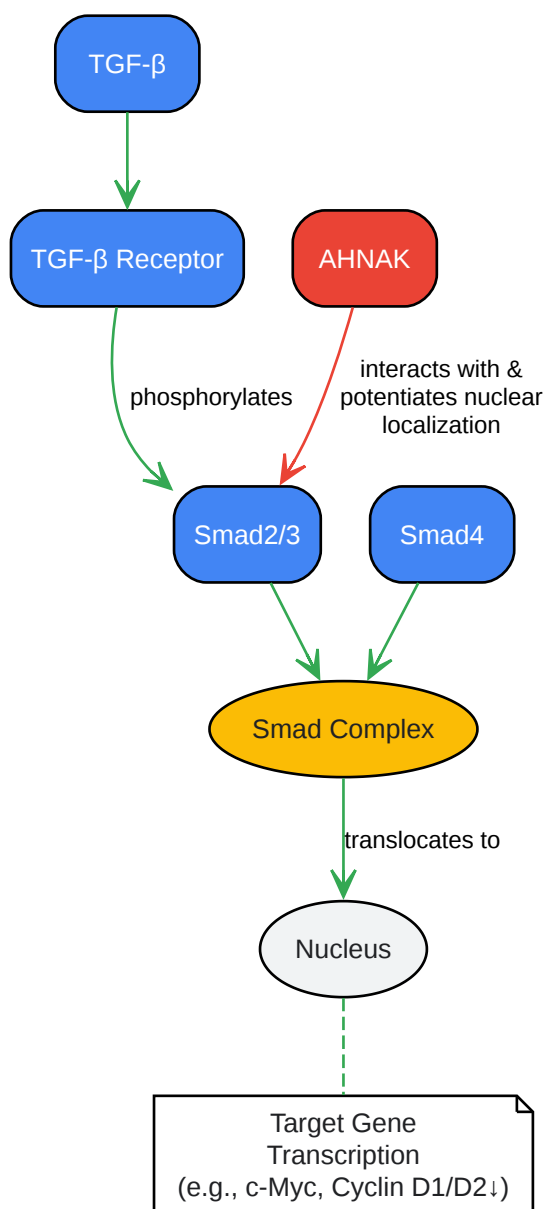 TGF-β
TGF-β Receptor
AHNAK
phosphorylates
interacts with &
potentiates nuclear
localization
Smad2/3
Smad4
Smad Complex
translocates to
Nucleus
Target Gene
Transcription
(e.g., c-Myc, Cyclin D1/D2↓)